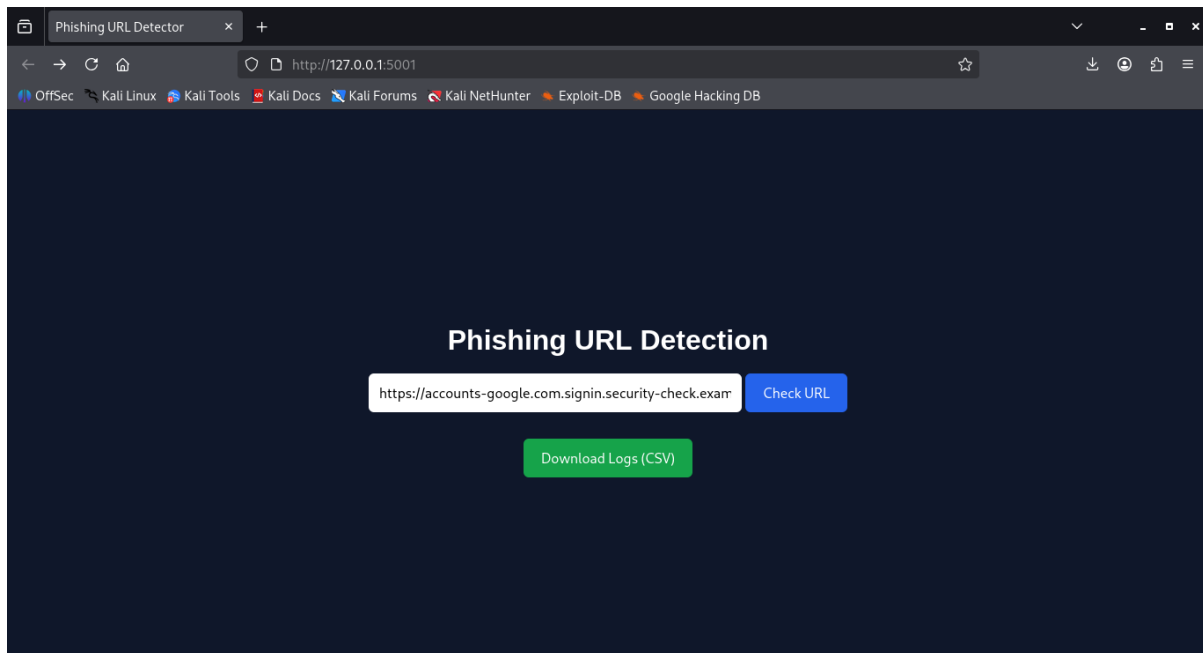 Phishing URL Detector
http://127.0.0.1:5001
OffSec Kali Linux Kali Tools Kali Docs Kali Forums Kali NetHunter Exploit-DB Google Hacking DB
Phishing URL Detection
https://accounts-google.com.signin.security-check.exam Check URL
Download Logs (CSV)